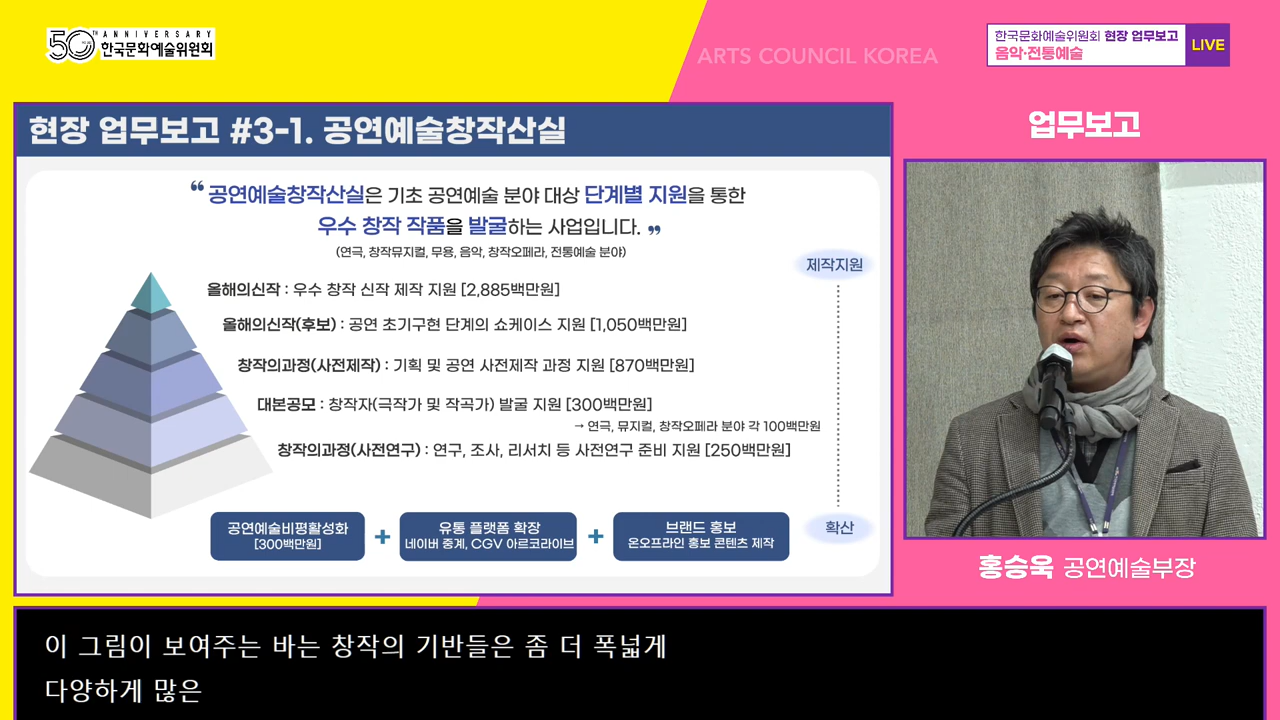 50TH ANNIVERSARY
한국문화예술위원회
ARTS COUNCIL KOREA
한국문화예술위원회 현장 업무보고
음악·전통예술
LIVE
현장 업무보고 #3-1. 공연예술창작산실
업무보고
“ 공연예술창작산실은 기초 공연예술 분야 대상 단계별 지원을 통한
우수 창작 작품을 발굴하는 사업입니다. ”
(연극, 창작뮤지컬, 무용, 음악, 창작오페라, 전통예술 분야)
제작지원
올해의신작 : 우수 창작 신작 제작 지원 [2,885백만원]
올해의신작(후보) : 공연 초기구현 단계의 쇼케이스 지원 [1,050백만원]
창작의과정(사전제작) : 기획 및 공연 사전제작 과정 지원 [870백만원]
대본공모 : 창작자(극작가 및 작곡가) 발굴 지원 [300백만원]
→ 연극, 뮤지컬, 창작오페라 분야 각 100백만원
창작의과정(사전연구) : 연구, 조사, 리서치 등 사전연구 준비 지원 [250백만원]
확산
공연예술비평활성화
[300백만원]
+
유통 플랫폼 확장
네이버 중계, CGV 아르코라이브
+
브랜드 홍보
온오프라인 홍보 콘텐츠 제작
홍승욱 공연예술부장
이 그림이 보여주는 바는 창작의 기반들은 좀 더 폭넓게
다양하게 많은